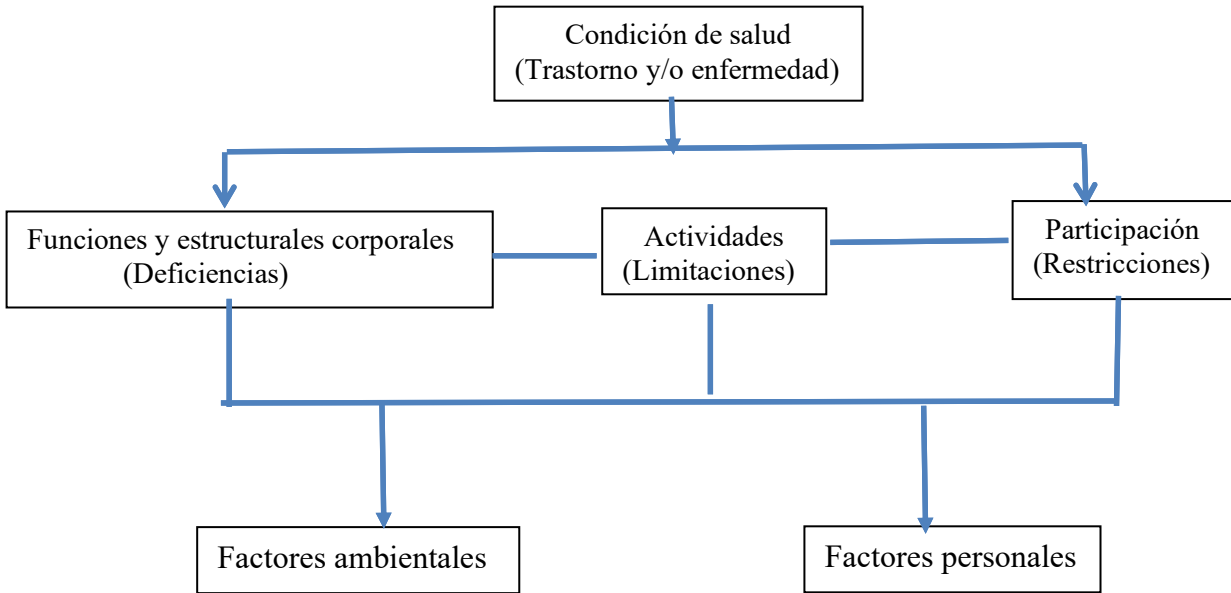 Condición de salud
(Trastorno y/o enfermedad)
Funciones y estructurales corporales
(Deficiencias)
Actividades
(Limitaciones)
Participación
(Restricciones)
Factores ambientales
Factores personales